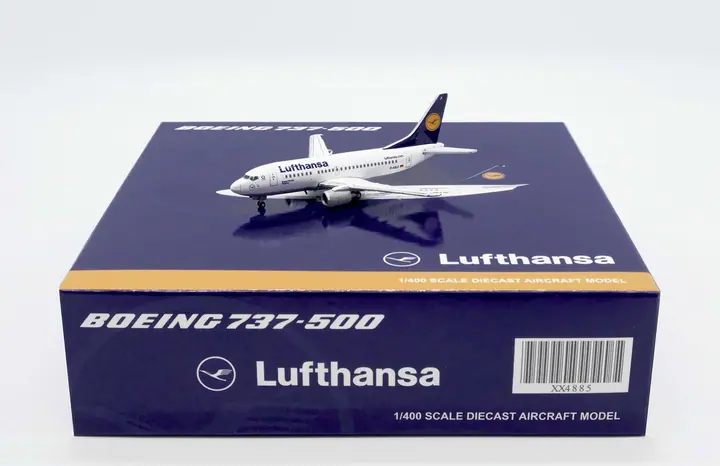 BOEING 737-500
Lufthansa
Lufthansa
1/400 SCALE DIECAST AIRCRAFT MODEL
BOEING 737-500
Lufthansa
XX4885
1/400 SCALE DIECAST AIRCRAFT MODEL